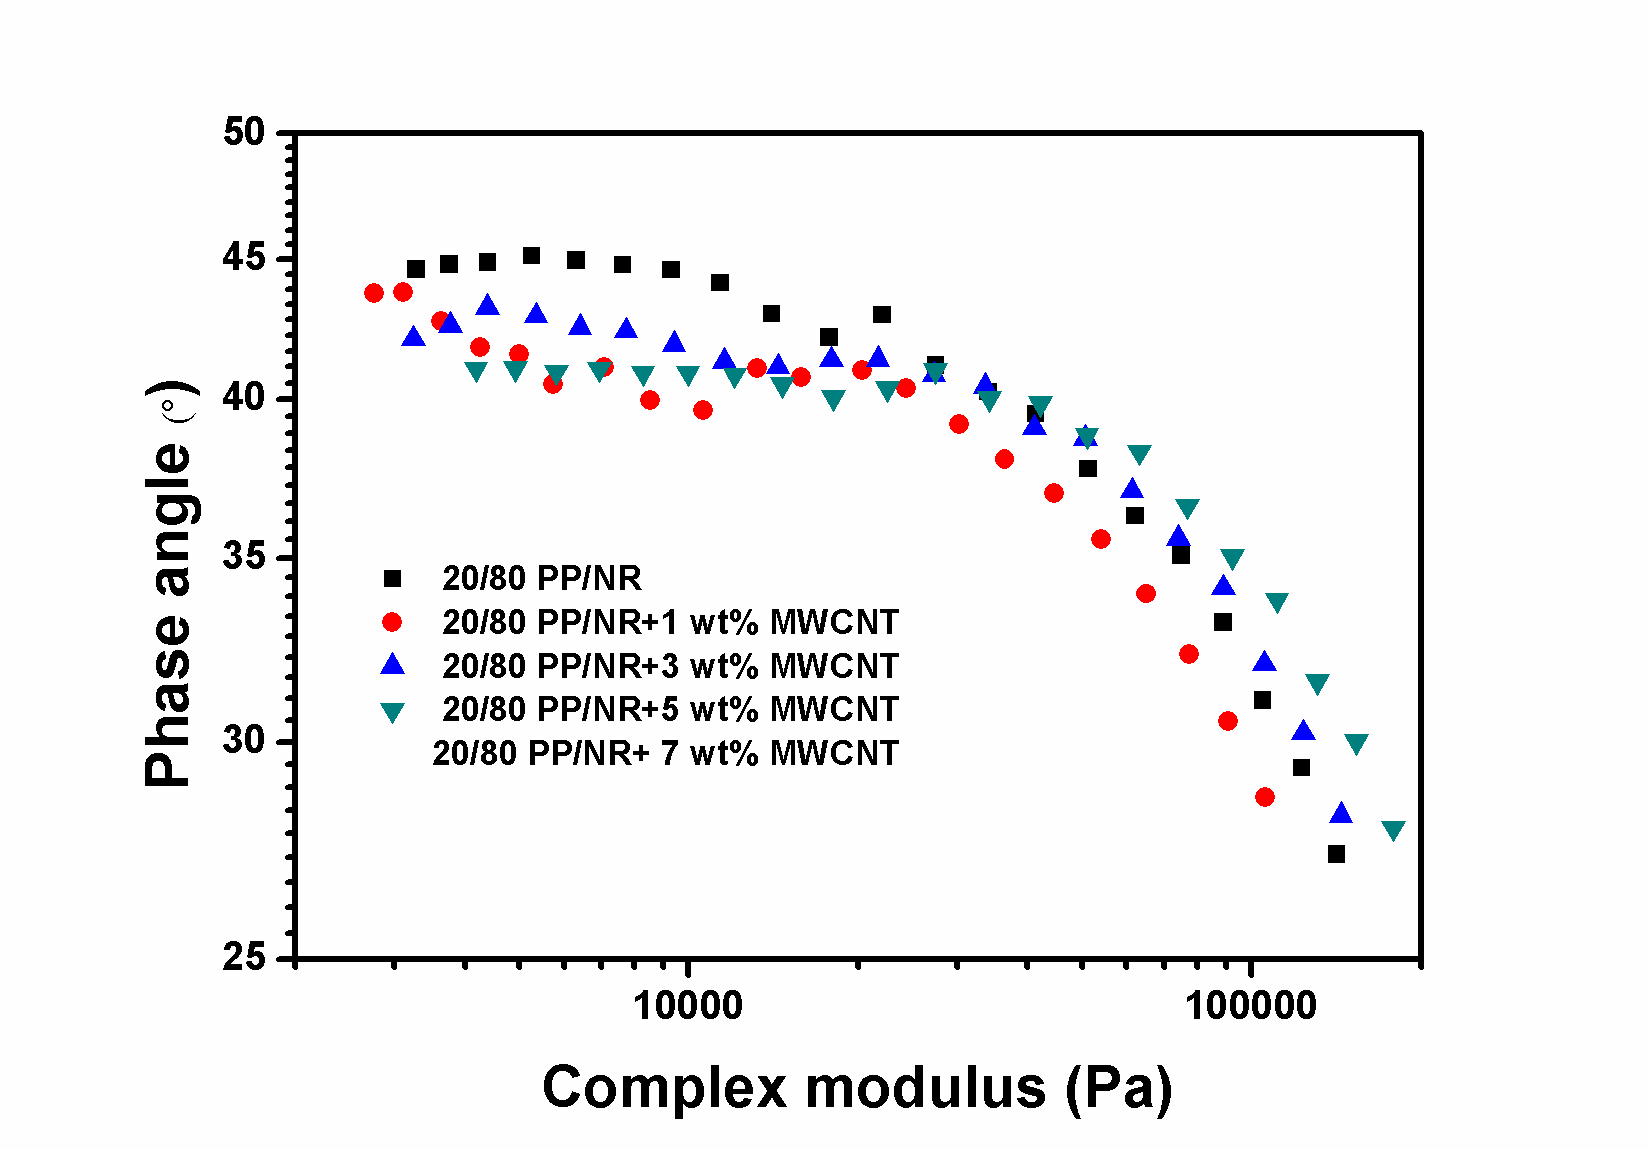 50
45
40
35
30
25
Phase angle (°)
20/80 PP/NR
20/80 PP/NR+1 wt% MWCNT
20/80 PP/NR+3 wt% MWCNT
20/80 PP/NR+5 wt% MWCNT
20/80 PP/NR+ 7 wt% MWCNT
10000
100000
Complex modulus (Pa)